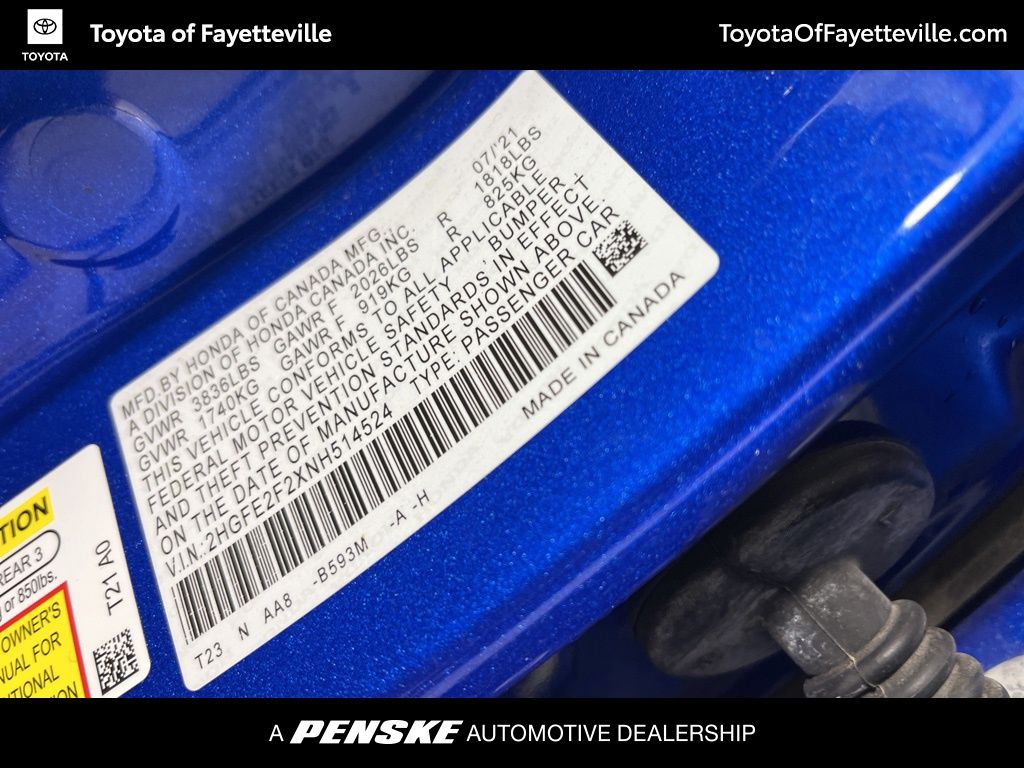 TOYOTA
Toyota of Fayetteville
ToyotaOfFayetteville.com
MFD.BY HONDA OF CANADA MFG. 07/'21
A DIVISION OF HONDA CANADA INC.
GVWR 3836LBS GAWR F 2026LBS R 1818LBS
GVWR 1740KG GAWR F 919KG R 825KG
THIS VEHICLE CONFORMS TO ALL APPLICABLE
FEDERAL MOTOR VEHICLE SAFETY, BUMPER,
AND THEFT PREVENTION STANDARDS IN EFFECT
ON THE DATE OF MANUFACTURE SHOWN ABOVE.
V.I.N.:2HGFE2F2XNH514524 TYPE: PASSENGER CAR
T23 N AA8 -B593M -A -H
MADE IN CANADA
REAR 3
or 850lbs.
OWNER'S
FOR
T21 A0
A PENSKE AUTOMOTIVE DEALERSHIP